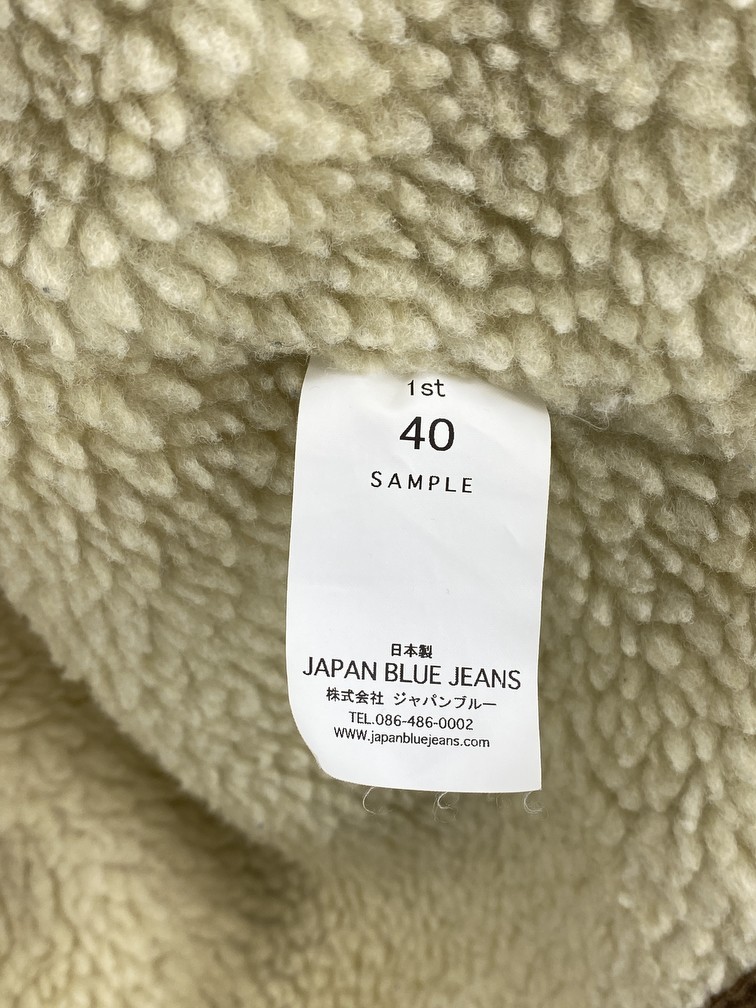 1st
40
SAMPLE
日本製
JAPAN BLUE JEANS
株式会社 ジャパンブルー
TEL.086-486-0002
www.japanbluejeans.com